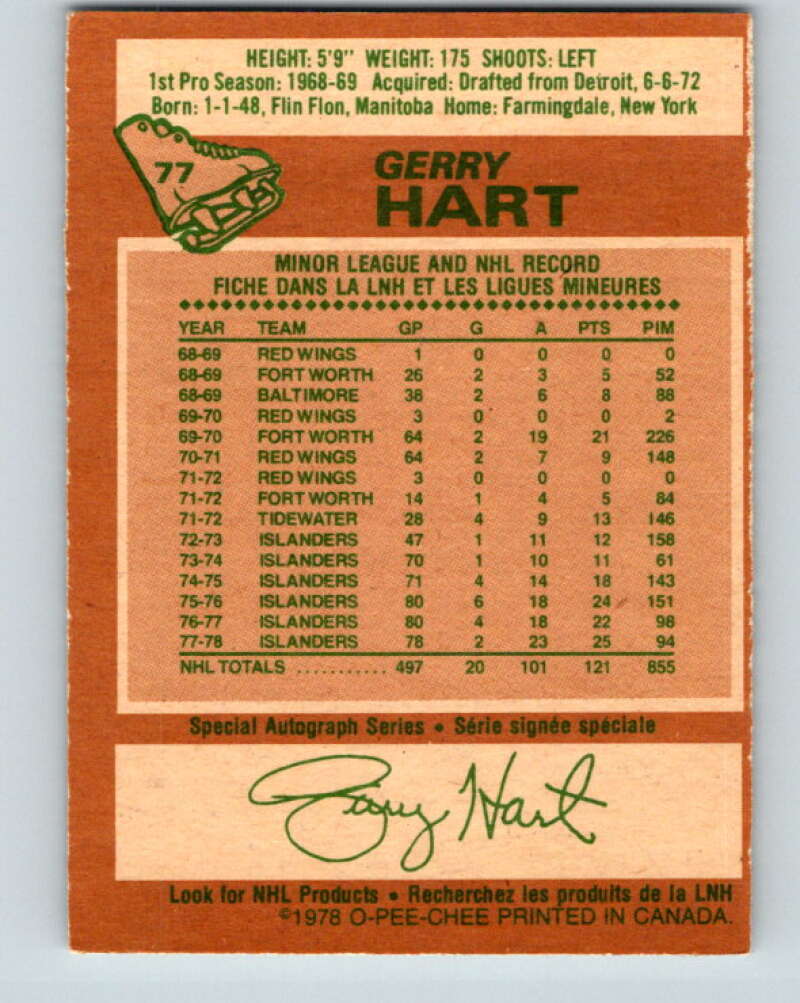 HEIGHT: 5'9" WEIGHT: 175 SHOOTS: LEFT
1st Pro Season: 1968-69 Acquired: Drafted from Detroit, 6-6-72
Born: 1-1-48, Flin Flon, Manitoba Home: Farmingdale, New York
77
GERRY
HART
MINOR LEAGUE AND NHL RECORD
FICHE DANS LA LNH ET LES LIGUES MINEURES
YEAR TEAM GP G A PTS PIM
68-69 RED WINGS 1 0 0 0 0
68-69 FORT WORTH 26 2 3 5 52
68-69 BALTIMORE 38 2 6 8 88
69-70 RED WINGS 3 0 0 0 2
69-70 FORT WORTH 64 2 19 21 226
70-71 RED WINGS 64 2 7 9 148
71-72 RED WINGS 3 0 0 0 0
71-72 FORT WORTH 14 1 4 5 84
71-72 TIDEWATER 28 4 9 13 146
72-73 ISLANDERS 47 1 11 12 158
73-74 ISLANDERS 70 1 10 11 61
74-75 ISLANDERS 71 4 14 18 143
75-76 ISLANDERS 80 6 18 24 151
76-77 ISLANDERS 80 4 18 22 98
77-78 ISLANDERS 78 2 23 25 94
NHL TOTALS ........... 497 20 101 121 855
Special Autograph Series • Série signée spéciale
Gerry Hart
Look for NHL Products • Recherchez les produits de la LNH
©1978 O-PEE-CHEE PRINTED IN CANADA.